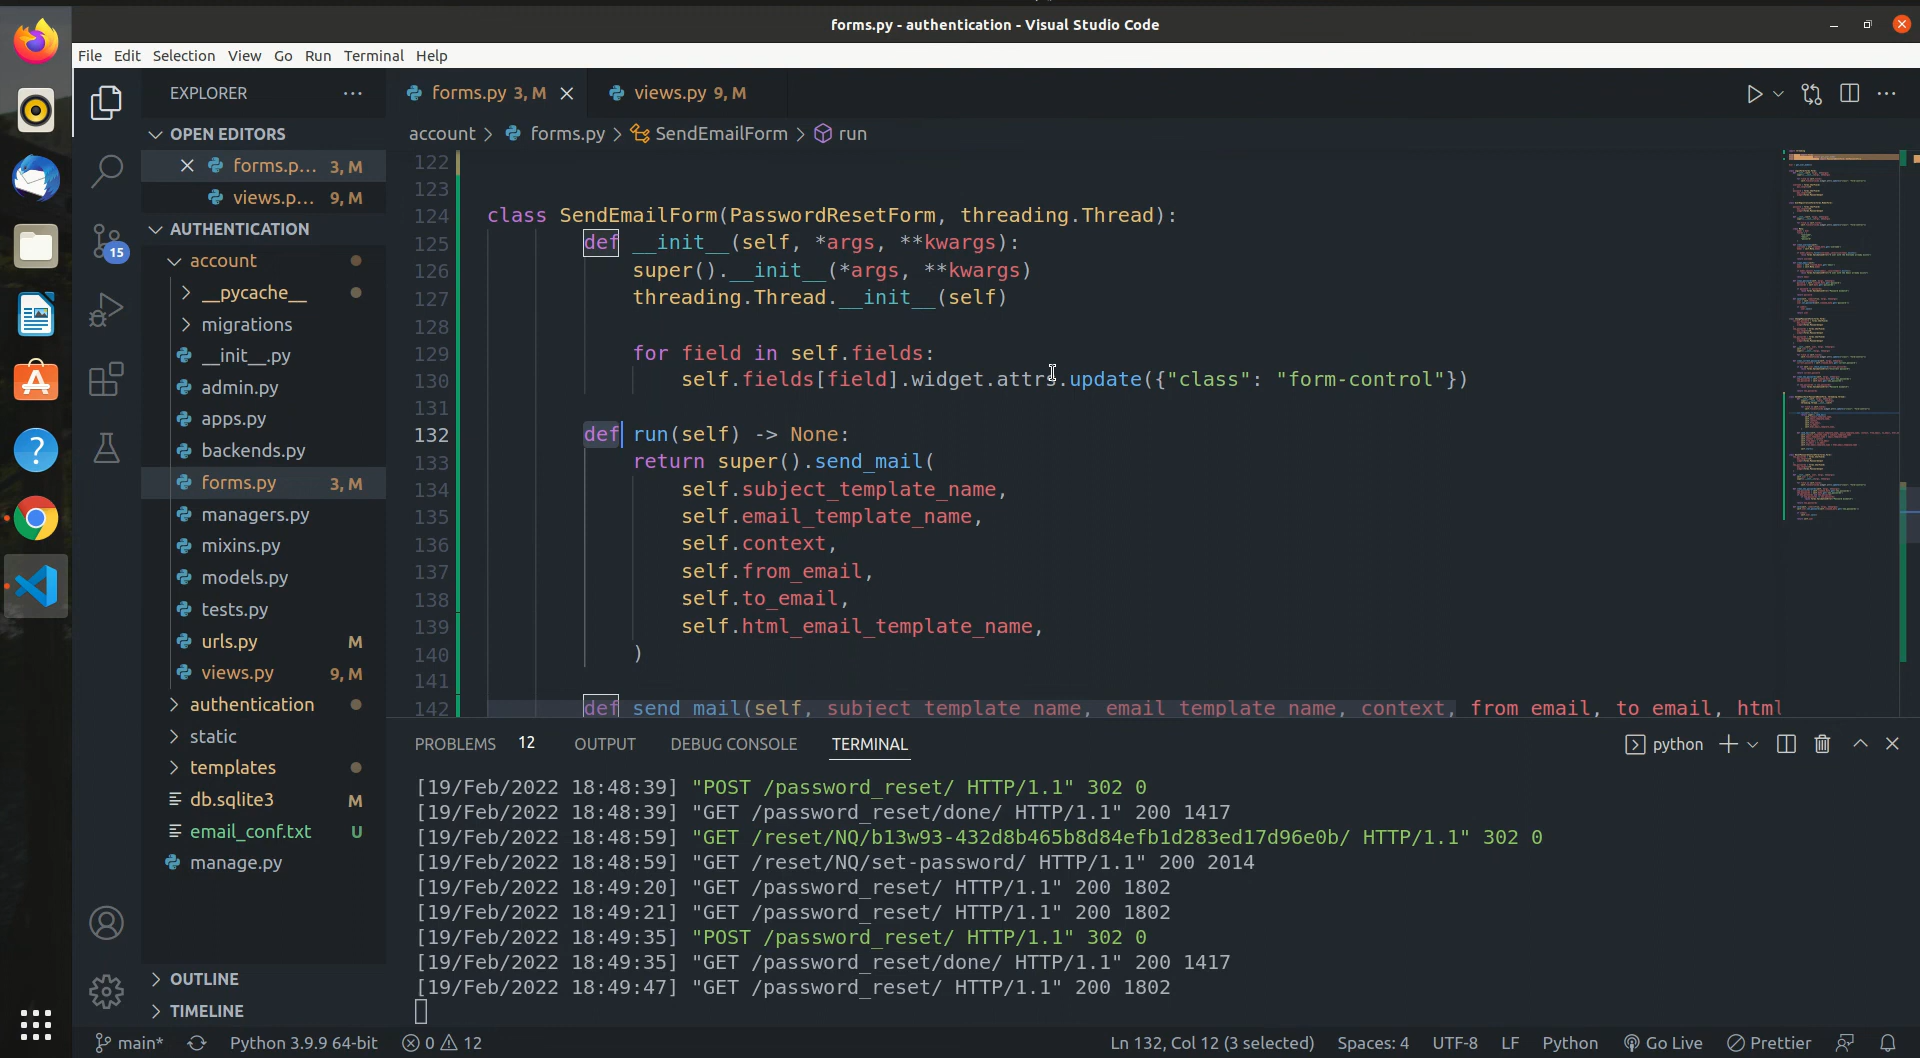 forms.py - authentication - Visual Studio Code
File Edit Selection View Go Run Terminal Help
EXPLORER
OPEN EDITORS
forms.p... 3, M
views.p... 9, M
AUTHENTICATION
account
__pycache__
migrations
__init__.py
admin.py
apps.py
backends.py
forms.py 3, M
managers.py
mixins.py
models.py
tests.py
urls.py M
views.py 9, M
authentication
static
templates
db.sqlite3 M
email_conf.txt U
manage.py
OUTLINE
TIMELINE
15
forms.py 3, M
views.py 9, M
account > forms.py > SendEmailForm > run
122
123
124 class SendEmailForm(PasswordResetForm, threading.Thread):
125 def __init__(self, *args, **kwargs):
126 super().__init__(*args, **kwargs)
127 threading.Thread.__init__(self)
128
129 for field in self.fields:
130 self.fields[field].widget.attrs.update({"class": "form-control"})
131
132 def run(self) -> None:
133 return super().send_mail(
134 self.subject_template_name,
135 self.email_template_name,
136 self.context,
137 self.from_email,
138 self.to_email,
139 self.html_email_template_name,
140 )
141
142 def send_mail(self, subject_template_name, email_template_name, context, from_email, to_email, html
PROBLEMS 12 OUTPUT DEBUG CONSOLE TERMINAL
python
[19/Feb/2022 18:48:39] "POST /password_reset/ HTTP/1.1" 302 0
[19/Feb/2022 18:48:39] "GET /password_reset/done/ HTTP/1.1" 200 1417
[19/Feb/2022 18:48:59] "GET /reset/NQ/b13w93-432d8b465b8d84efb1d283ed17d96e0b/ HTTP/1.1" 302 0
[19/Feb/2022 18:48:59] "GET /reset/NQ/set-password/ HTTP/1.1" 200 2014
[19/Feb/2022 18:49:20] "GET /password_reset/ HTTP/1.1" 200 1802
[19/Feb/2022 18:49:21] "GET /password_reset/ HTTP/1.1" 200 1802
[19/Feb/2022 18:49:35] "POST /password_reset/ HTTP/1.1" 302 0
[19/Feb/2022 18:49:35] "GET /password_reset/done/ HTTP/1.1" 200 1417
[19/Feb/2022 18:49:47] "GET /password_reset/ HTTP/1.1" 200 1802
main* Python 3.9.9 64-bit 0 12 Ln 132, Col 12 (3 selected) Spaces: 4 UTF-8 LF Python Go Live Prettier